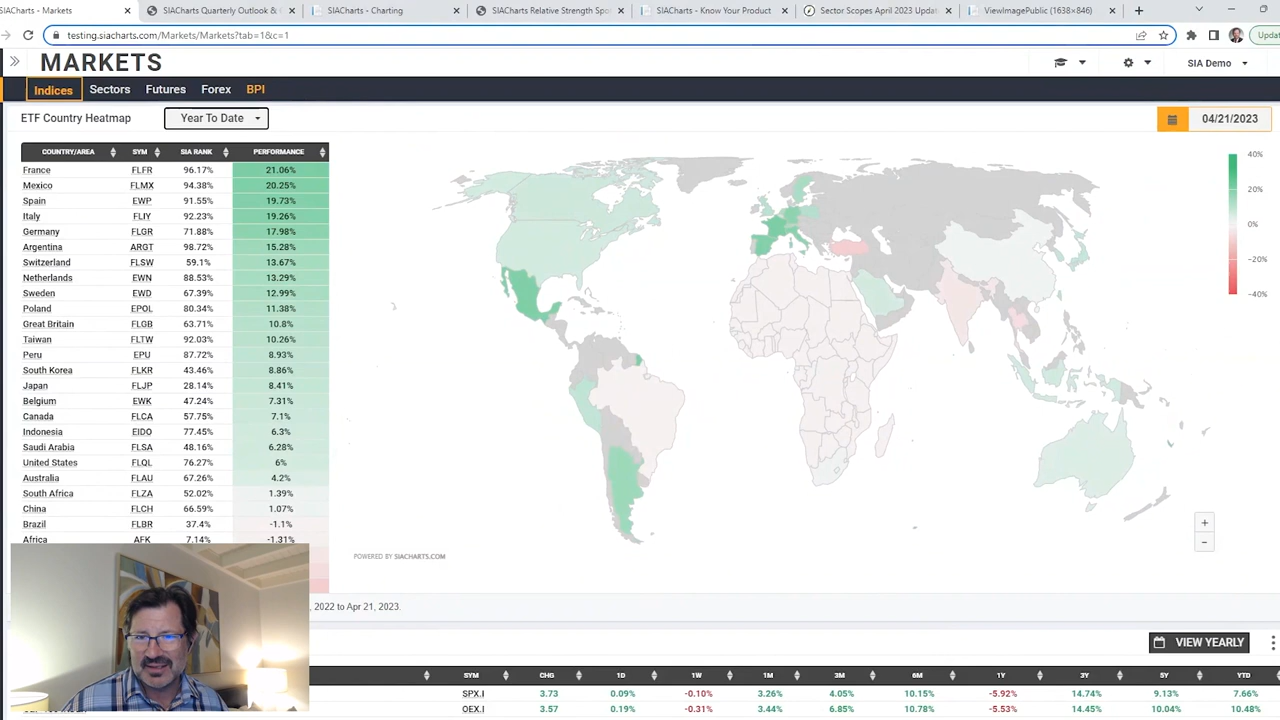 SIACharts - Markets
SIACharts Quarterly Outlook &
SIACharts - Charting
SIACharts Relative Strength Spo
SIACharts - Know Your Product
Sector Scopes April 2023 Updat
ViewImagePublic (1638×846)
testing.siacharts.com/Markets/Markets?tab=1&c=1
Updat
MARKETS
SIA Demo
Indices Sectors Futures Forex BPI
ETF Country Heatmap
Year To Date
04/21/2023
COUNTRY/AREA SYM SIA RANK PERFORMANCE
France FLFR 96.17% 21.06%
Mexico FLMX 94.38% 20.25%
Spain EWP 91.55% 19.73%
Italy FLIY 92.23% 19.26%
Germany FLGR 71.88% 17.98%
Argentina ARGT 98.72% 15.28%
Switzerland FLSW 59.1% 13.67%
Netherlands EWN 88.53% 13.29%
Sweden EWD 67.39% 12.99%
Poland EPOL 80.34% 11.38%
Great Britain FLGB 63.71% 10.8%
Taiwan FLTW 92.03% 10.26%
Peru EPU 87.72% 8.93%
South Korea FLKR 43.46% 8.86%
Japan FLJP 28.14% 8.41%
Belgium EWK 47.24% 7.31%
Canada FLCA 57.75% 7.1%
Indonesia EIDO 77.45% 6.3%
Saudi Arabia FLSA 48.16% 6.28%
United States FLQL 76.27% 6%
Australia FLAU 67.26% 4.2%
South Africa FLZA 52.02% 1.39%
China FLCH 66.59% 1.07%
Brazil FLBR 37.4% -1.1%
Africa AFK 7.14% -1.31%
40%
20%
0%
−20%
−40%
+
−
POWERED BY SIACHARTS.COM
, 2022 to Apr 21, 2023.
VIEW YEARLY
SYM CHG 1D 1W 1M 3M 6M 1Y 3Y 5Y YTD
SPX.I 3.73 0.09% -0.10% 3.26% 4.05% 10.15% -5.92% 14.74% 9.13% 7.66%
OEX.I 3.57 0.19% -0.31% 3.44% 6.85% 10.78% -5.53% 14.45% 10.04% 10.48%